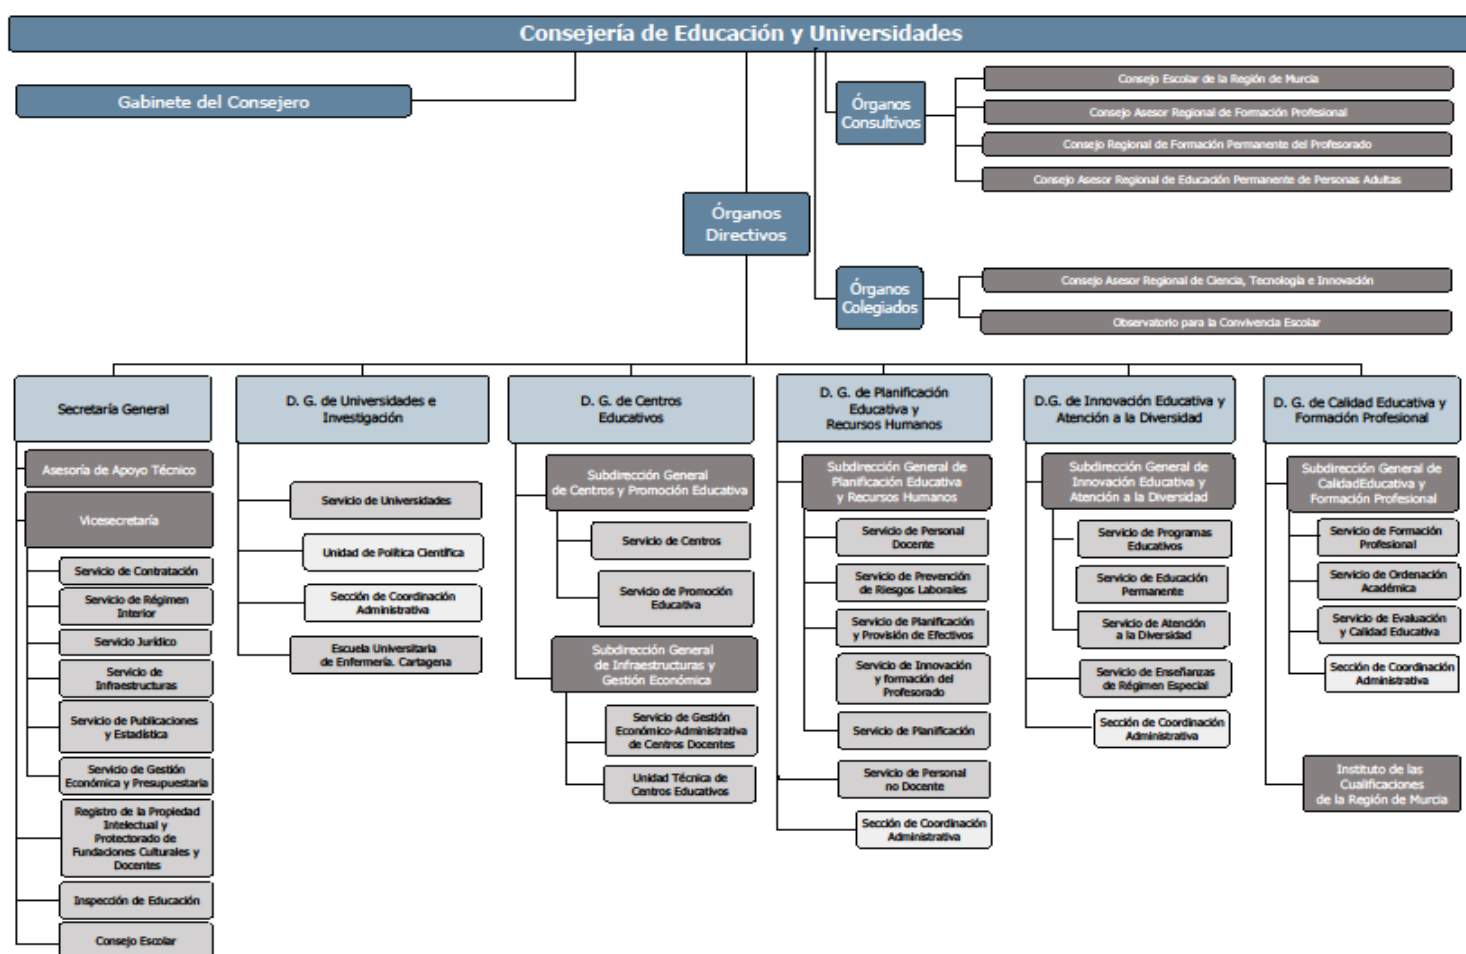 Consejería de Educación y Universidades
Gabinete del Consejero
Órganos
Consultivos
Consejo Escolar de la Región de Murcia
Consejo Asesor Regional de Formación Profesional
Consejo Regional de Formación Permanente del Profesorado
Consejo Asesor Regional de Educación Permanente de Personas Adultas
Órganos
Directivos
Órganos
Colegiados
Consejo Asesor Regional de Ciencia, Tecnología e Innovación
Observatorio para la Convivencia Escolar
Secretaría General
Asesoría de Apoyo Técnico
Vicesecretaría
Servicio de Contratación
Servicio de Régimen
Interior
Servicio Jurídico
Servicio de
Infraestructuras
Servicio de Publicaciones
y Estadística
Servicio de Gestión
Económica y Presupuestaria
Registro de la Propiedad
Intelectual y
Protectorado de
Fundaciones Culturales y
Docentes
Inspección de Educación
Consejo Escolar
D. G. de Universidades e
Investigación
Servicio de Universidades
Unidad de Política Científica
Sección de Coordinación
Administrativa
Escuela Universitaria
de Enfermería. Cartagena
D. G. de Centros
Educativos
Subdirección General
de Centros y Promoción Educativa
Servicio de Centros
Servicio de Promoción
Educativa
Subdirección General
de Infraestructuras y
Gestión Económica
Servicio de Gestión
Económico-Administrativa
de Centros Docentes
Unidad Técnica de
Centros Educativos
D. G. de Planificación
Educativa y
Recursos Humanos
Subdirección General de
Planificación Educativa
y Recursos Humanos
Servicio de Personal
Docente
Servicio de Prevención
de Riesgos Laborales
Servicio de Planificación
y Provisión de Efectivos
Servicio de Innovación
y formación del
Profesorado
Servicio de Planificación
Servicio de Personal
no Docente
Sección de Coordinación
Administrativa
D.G. de Innovación Educativa y
Atención a la Diversidad
Subdirección General de
Innovación Educativa y
Atención a la Diversidad
Servicio de Programas
Educativos
Servicio de Educación
Permanente
Servicio de Atención
a la Diversidad
Servicio de Enseñanzas
de Régimen Especial
Sección de Coordinación
Administrativa
D. G. de Calidad Educativa y
Formación Profesional
Subdirección General de
CalidadEducativa y
Formación Profesional
Servicio de Formación
Profesional
Servicio de Ordenación
Académica
Servicio de Evaluación
y Calidad Educativa
Sección de Coordinación
Administrativa
Instituto de las
Cualificaciones
de la Región de Murcia